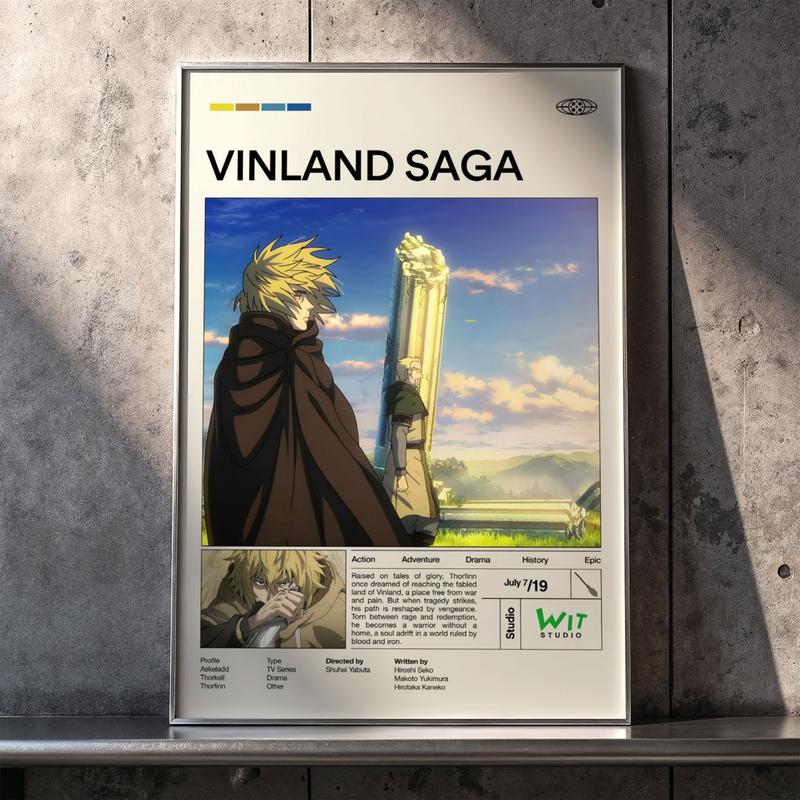 VINLAND SAGA
Action Adventure Drama History Epic
Raised on tales of glory, Thorfinn
once dreamed of reaching the fabled
land of Vinland, a place free from war
and pain. But when tragedy strikes,
his path is reshaped by vengeance.
Torn between rage and redemption,
he becomes a warrior without a
home, a soul adrift in a world ruled by
blood and iron.
July 7/19
Studio
WIT
STUDIO
Profile
Askeladd
Thorkell
Thorfinn
Type
TV Series
Drama
Other
Directed by
Shuhei Yabuta
Written by
Hiroshi Seko
Makoto Yukimura
Hirotaka Kaneko